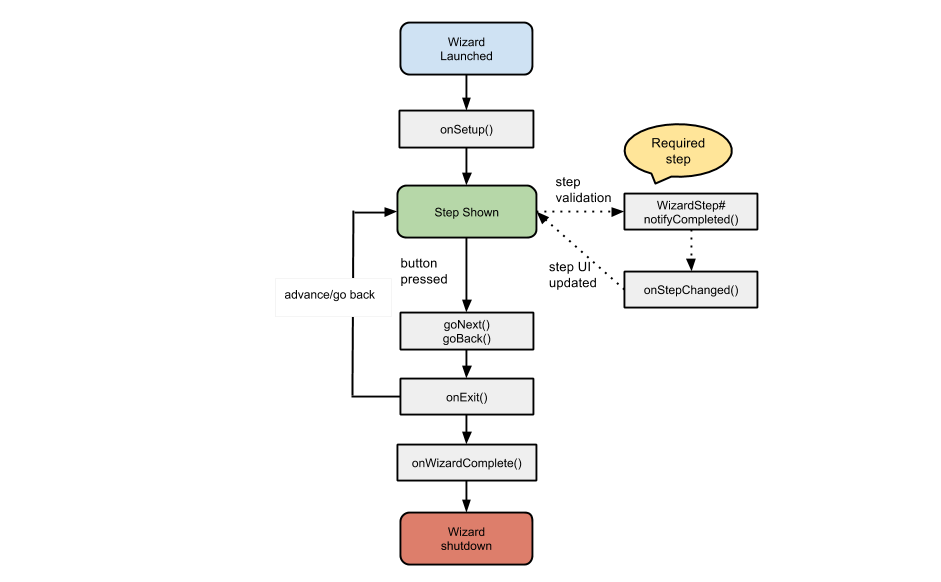 Wizard
Launched
onSetup()
Required
step
step
validation
Step Shown
WizardStep#
notifyCompleted()
button
pressed
step UI
updated
onStepChanged()
advance/go back
goNext()
goBack()
onExit()
onWizardComplete()
Wizard
shutdown